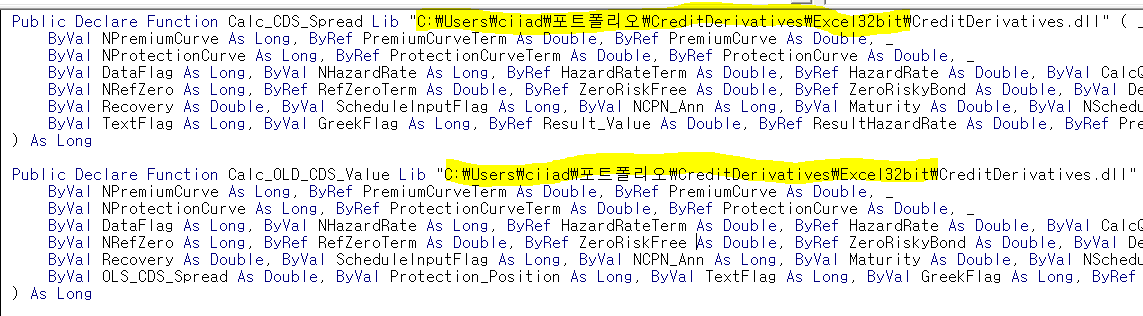 Public Declare Function Calc_CDS_Spread Lib "C:₩Users₩ciiad₩포트폴리오₩CreditDerivatives₩Excel32bit₩CreditDerivatives.dll" ( _
ByVal NPremiumCurve As Long, ByRef PremiumCurveTerm As Double, ByRef PremiumCurve As Double, _
ByVal NProtectionCurve As Long, ByRef ProtectionCurveTerm As Double, ByRef ProtectionCurve As Double, _
ByVal DataFlag As Long, ByVal NHazardRate As Long, ByRef HazardRateTerm As Double, ByRef HazardRate As Double, ByVal CalcQ
ByVal NRefZero As Long, ByRef RefZeroTerm As Double, ByRef ZeroRiskFree As Double, ByRef ZeroRiskyBond As Double, ByVal De
ByVal Recovery As Double, ByVal ScheduleInputFlag As Long, ByVal NCPN_Ann As Long, ByVal Maturity As Double, ByVal NSchedu
ByVal TextFlag As Long, ByVal GreekFlag As Long, ByRef Result_Value As Double, ByRef ResultHazardRate As Double, ByRef Pre
) As Long
Public Declare Function Calc_OLD_CDS_Value Lib "C:₩Users₩ciiad₩포트폴리오₩CreditDerivatives₩Excel32bit₩CreditDerivatives.dll"
ByVal NPremiumCurve As Long, ByRef PremiumCurveTerm As Double, ByRef PremiumCurve As Double, _
ByVal NProtectionCurve As Long, ByRef ProtectionCurveTerm As Double, ByRef ProtectionCurve As Double, _
ByVal DataFlag As Long, ByVal NHazardRate As Long, ByRef HazardRateTerm As Double, ByRef HazardRate As Double, ByVal CalcQ
ByVal NRefZero As Long, ByRef RefZeroTerm As Double, ByRef ZeroRiskFree As Double, ByRef ZeroRiskyBond As Double, ByVal De
ByVal Recovery As Double, ByVal ScheduleInputFlag As Long, ByVal NCPN_Ann As Long, ByVal Maturity As Double, ByVal NSchedu
ByVal OLS_CDS_Spread As Double, ByVal Protection_Position As Long, ByVal TextFlag As Long, ByVal GreekFlag As Long, ByRef
) As Long